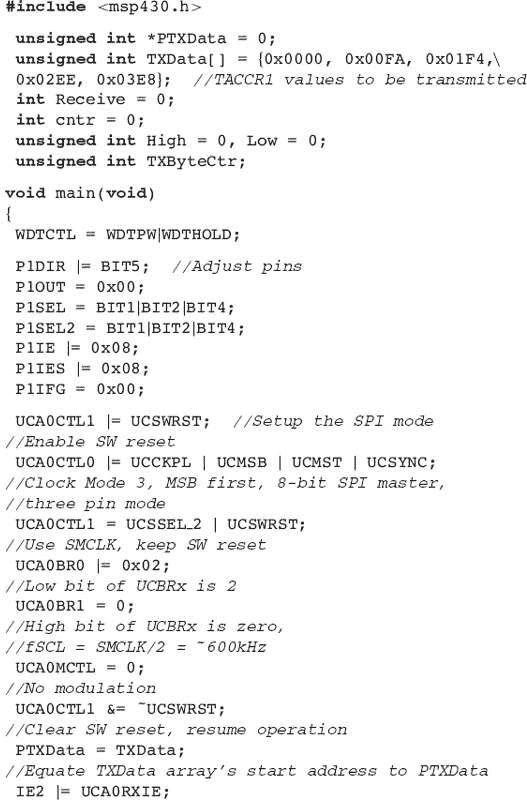 #include <msp430.h>
unsigned int *PTXData = 0;
unsigned int TXData[] = {0x0000, 0x00FA, 0x01F4,\
0x02EE, 0x03E8};  //TACCR1 values to be transmitted
int Receive = 0;
int cntr = 0;
unsigned int High = 0, Low = 0;
unsigned int TXByteCtr;
void main(void)
{
WDTCTL = WDTPW|WDTHOLD;
P1DIR |= BIT5;  //Adjust pins
P1OUT = 0x00;
P1SEL = BIT1|BIT2|BIT4;
P1SEL2 = BIT1|BIT2|BIT4;
P1IE |= 0x08;
P1IES |= 0x08;
P1IFG = 0x00;
UCA0CTL1 |= UCSWRST;  //Setup the SPI mode
//Enable SW reset
UCA0CTL0 |= UCCKPL | UCMSB | UCMST | UCSYNC;
//Clock Mode 3, MSB first, 8-bit SPI master,
//three pin mode
UCA0CTL1 = UCSSEL_2 | UCSWRST;
//Use SMCLK, keep SW reset
UCA0BR0 |= 0x02;
//Low bit of UCBRx is 2
UCA0BR1 = 0;
//High bit of UCBRx is zero,
//fSCL = SMCLK/2 = ~600kHz
UCA0MCTL = 0;
//No modulation
UCA0CTL1 &= ~UCSWRST;
//Clear SW reset, resume operation
PTXData = TXData;
//Equate TXData array's start address to PTXData
IE2 |= UCA0RXIE;